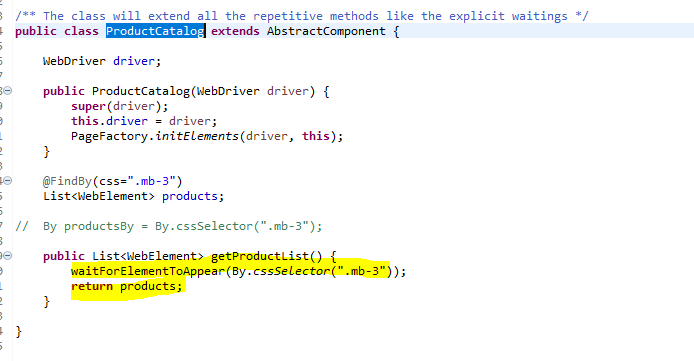 /** The class will extend all the repetitive methods like the explicit waitings */
public class ProductCatalog extends AbstractComponent {
WebDriver driver;
public ProductCatalog(WebDriver driver) {
super(driver);
this.driver = driver;
PageFactory.initElements(driver, this);
}
@FindBy(css=".mb-3")
List<WebElement> products;
// By productsBy = By.cssSelector(".mb-3");
public List<WebElement> getProductList() {
waitForElementToAppear(By.cssSelector(".mb-3"));
return products;
}
}